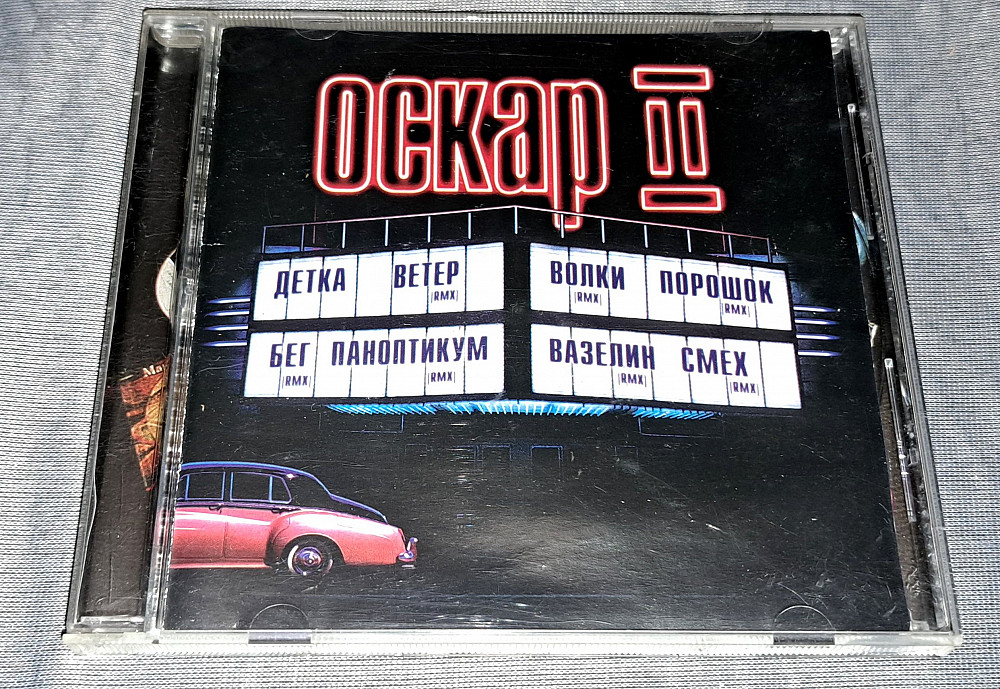 оскар II
ДЕТКА ВЕТЕР
|RMX|
БЕГ ПАНОПТИКУМ
|RMX| |RMX|
ВОЛКИ ПОРОШОК
|RMX| |RMX|
ВАЗЕЛИН СМЕХ
|RMX| |RMX|